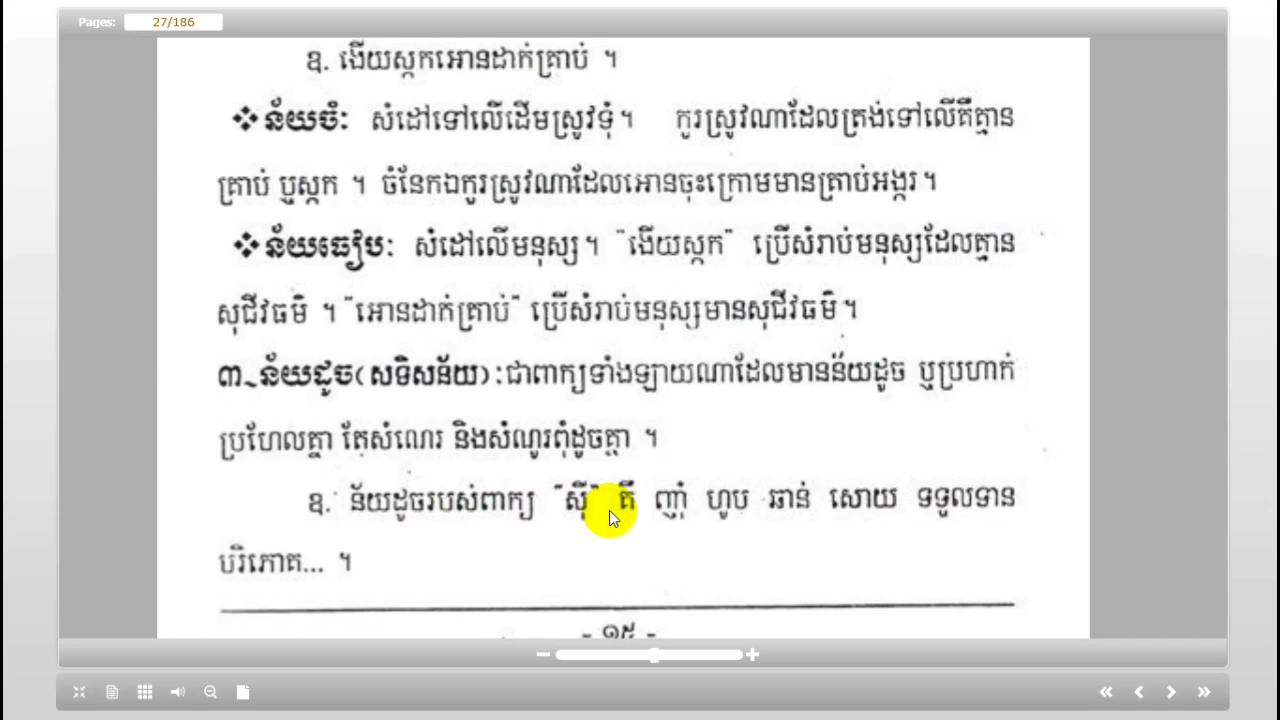 Pages: 27/186
ឧ. ងើយស្កកអោនដាក់គ្រាប់ ។
❖ ន័យចំៈ សំដៅទៅលើដើមស្រូវទុំ។ កូរស្រូវណាដែលត្រង់ទៅលើគឺគ្មាន
គ្រាប់ ឬស្កក ។ ចំនែកឯកួរស្រូវណាដែលអោនចុះក្រោមមានគ្រាប់អង្ករ។
❖ ន័យធៀបៈ សំដៅលើមនុស្ស។ "ងើយស្កក" ប្រើសំរាប់មនុស្សដែលគ្មាន
សុជីវធម៌ ។ "អោនដាក់គ្រាប់" ប្រើសំរាប់មនុស្សមានសុជីវធម៌។
៣~ន័យដូច(សទិសន័យ)ៈជាពាក្យទាំងឡាយណាដែលមានន័យដូច ឬប្រហាក់
ប្រហែលគ្នា តែសំណេរ និងសំណូរពុំដូចគ្នា ។
ឧ. ន័យដូចរបស់ពាក្យ "ស៊ី" គឺ ញ៉ាំ ហូប ឆាន់ សោយ ទទួលទាន
បរិភោគ... ។
- ១៥ -